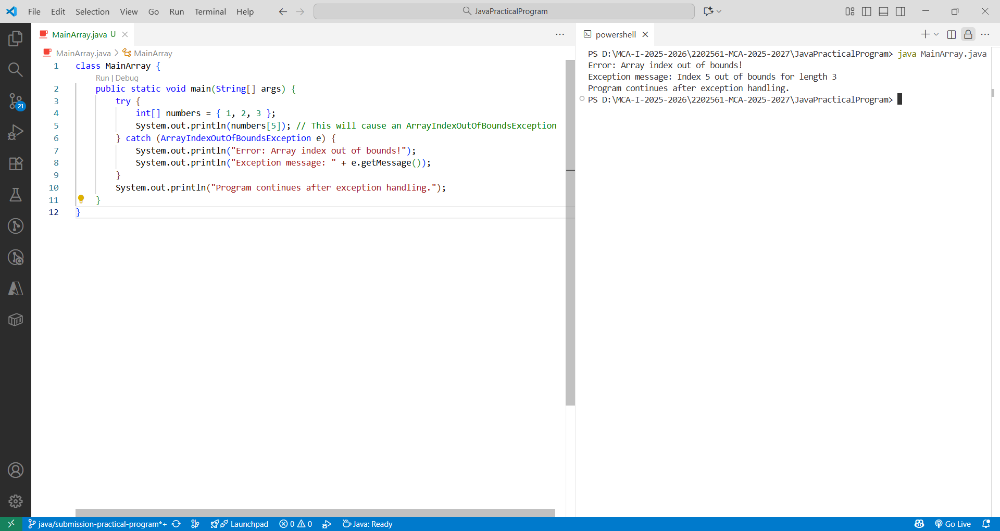 File Edit Selection View Go Run Terminal Help JavaPracticalProgram
MainArray.java U
MainArray.java > MainArray
1 class MainArray {
Run | Debug
2 public static void main(String[] args) {
3 try {
4 int[] numbers = { 1, 2, 3 };
5 System.out.println(numbers[5]); // This will cause an ArrayIndexOutOfBoundsException
6 } catch (ArrayIndexOutOfBoundsException e) {
7 System.out.println("Error: Array index out of bounds!");
8 System.out.println("Exception message: " + e.getMessage());
9 }
10 System.out.println("Program continues after exception handling.");
11 }
12 }
powershell
PS D:\MCA-I-2025-2026\2202561-MCA-2025-2027\JavaPracticalProgram> java MainArray.java
Error: Array index out of bounds!
Exception message: Index 5 out of bounds for length 3
Program continues after exception handling.
PS D:\MCA-I-2025-2026\2202561-MCA-2025-2027\JavaPracticalProgram>
21
java/submission-practical-program*+ Launchpad 0 0 Java: Ready Go Live